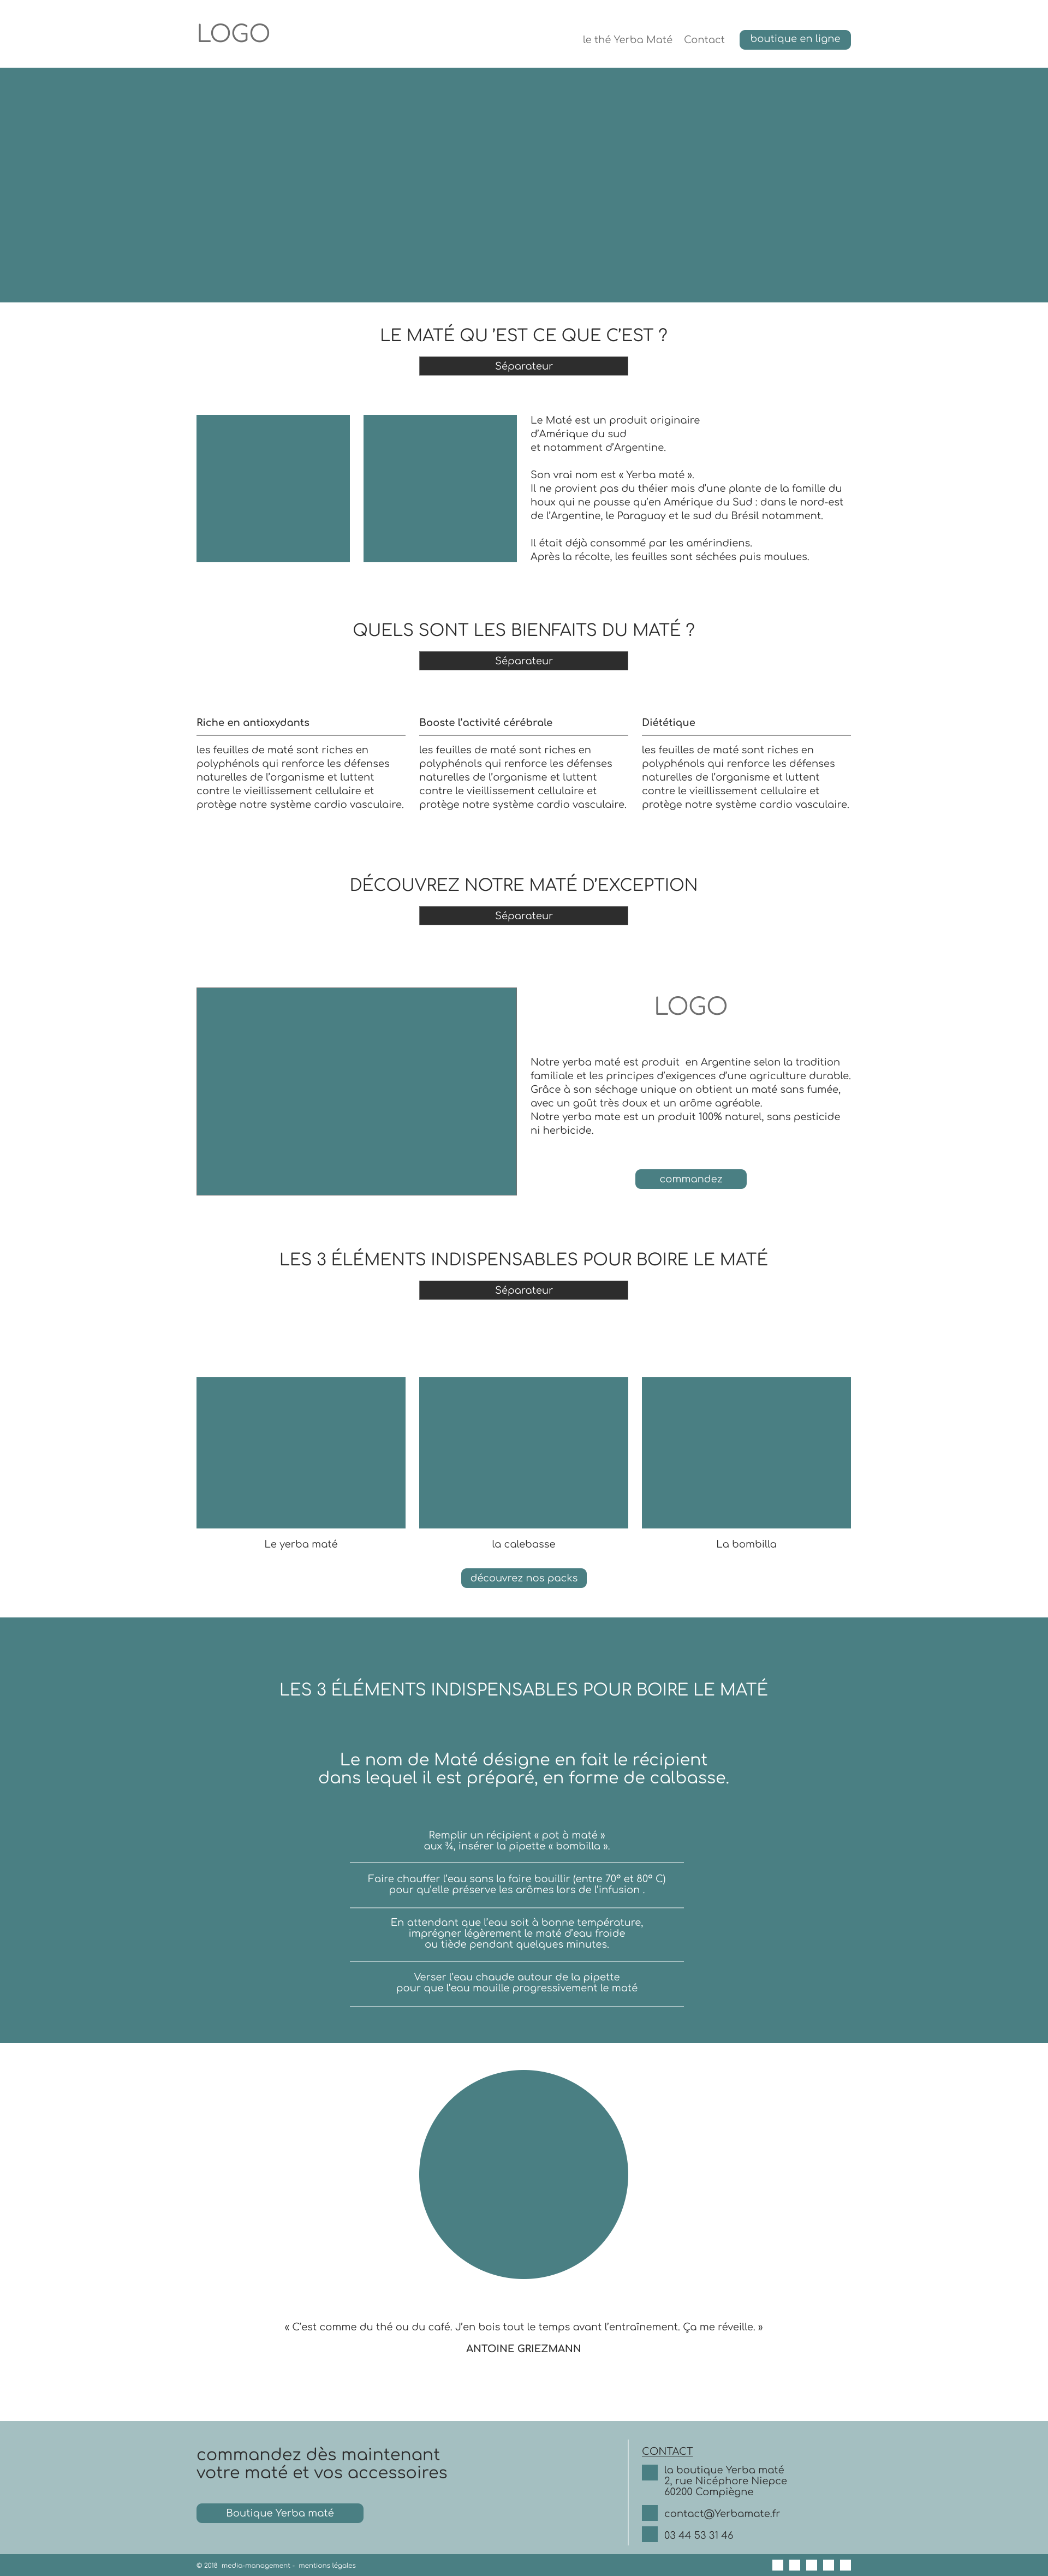 LOGO
le thé Yerba Maté Contact boutique en ligne
LE MATÉ QU ’EST CE QUE C’EST ?
Séparateur
Le Maté est un produit originaire
d’Amérique du sud
et notamment d’Argentine.
Son vrai nom est « Yerba maté ».
Il ne provient pas du théier mais d’une plante de la famille du
houx qui ne pousse qu’en Amérique du Sud : dans le nord-est
de l’Argentine, le Paraguay et le sud du Brésil notamment.
Il était déjà consommé par les amérindiens.
Après la récolte, les feuilles sont séchées puis moulues.
QUELS SONT LES BIENFAITS DU MATÉ ?
Séparateur
Riche en antioxydants
les feuilles de maté sont riches en
polyphénols qui renforce les défenses
naturelles de l’organisme et luttent
contre le vieillissement cellulaire et
protège notre système cardio vasculaire.
Booste l’activité cérébrale
les feuilles de maté sont riches en
polyphénols qui renforce les défenses
naturelles de l’organisme et luttent
contre le vieillissement cellulaire et
protège notre système cardio vasculaire.
Diététique
les feuilles de maté sont riches en
polyphénols qui renforce les défenses
naturelles de l’organisme et luttent
contre le vieillissement cellulaire et
protège notre système cardio vasculaire.
DÉCOUVREZ NOTRE MATÉ D’EXCEPTION
Séparateur
LOGO
Notre yerba maté est produit  en Argentine selon la tradition
familiale et les principes d’exigences d’une agriculture durable.
Grâce à son séchage unique on obtient un maté sans fumée,
avec un goût très doux et un arôme agréable.
Notre yerba mate est un produit 100% naturel, sans pesticide
ni herbicide.
commandez
LES 3 ÉLÉMENTS INDISPENSABLES POUR BOIRE LE MATÉ
Séparateur
Le yerba maté
la calebasse
La bombilla
découvrez nos packs
LES 3 ÉLÉMENTS INDISPENSABLES POUR BOIRE LE MATÉ
Le nom de Maté désigne en fait le récipient
dans lequel il est préparé, en forme de calbasse.
Remplir un récipient « pot à maté »
aux ¾, insérer la pipette « bombilla ».
Faire chauffer l’eau sans la faire bouillir (entre 70° et 80° C)
pour qu’elle préserve les arômes lors de l’infusion .
En attendant que l’eau soit à bonne température,
imprégner légèrement le maté d’eau froide
ou tiède pendant quelques minutes.
Verser l’eau chaude autour de la pipette
pour que l’eau mouille progressivement le maté
« C’est comme du thé ou du café. J’en bois tout le temps avant l’entraînement. Ça me réveille. »
ANTOINE GRIEZMANN
commandez dès maintenant
votre maté et vos accessoires
Boutique Yerba maté
CONTACT
la boutique Yerba maté
2, rue Nicéphore Niepce
60200 Compiègne
contact@Yerbamate.fr
03 44 53 31 46
© 2018  media-management -  mentions légales